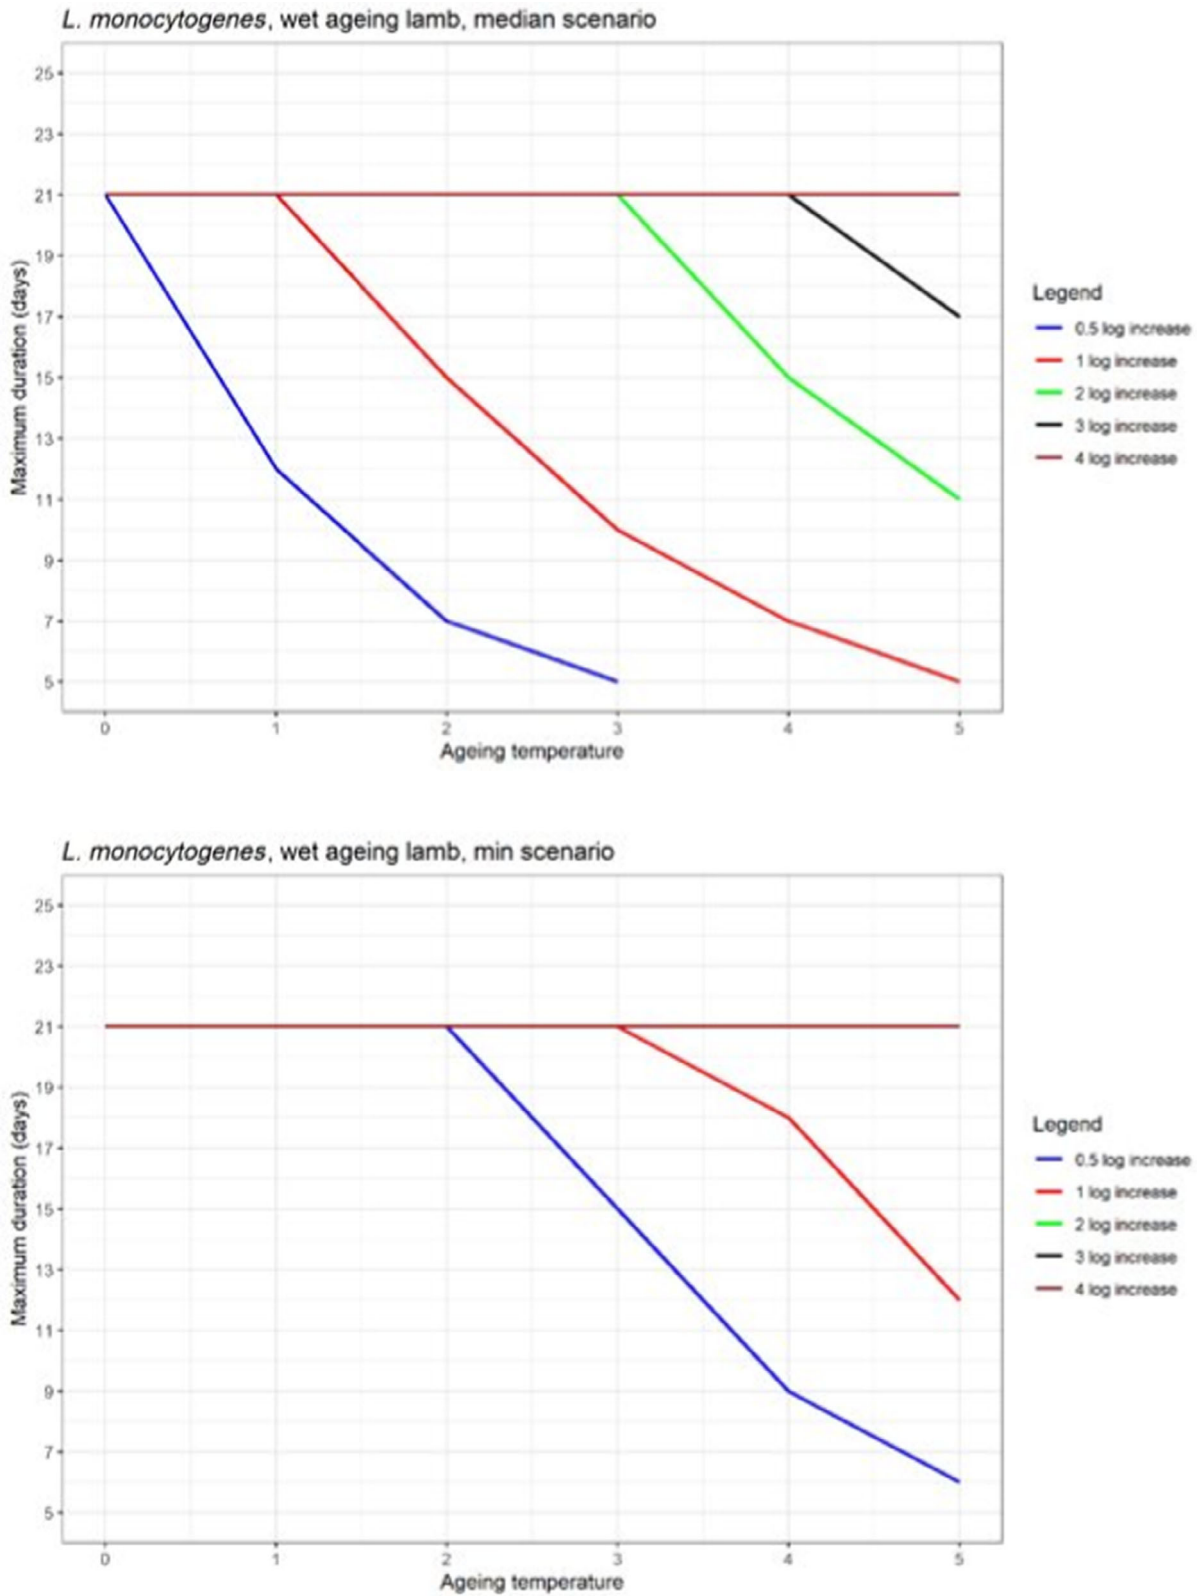 L. monocytogenes, wet ageing lamb, median scenario
25
23
21
19
17
15
13
11
9
7
5
Maximum duration (days)
0 1 2 3 4 5
Ageing temperature
Legend
0.5 log increase
1 log increase
2 log increase
3 log increase
4 log increase
L. monocytogenes, wet ageing lamb, min scenario
25
23
21
19
17
15
13
11
9
7
5
Maximum duration (days)
0 1 2 3 4 5
Ageing temperature
Legend
0.5 log increase
1 log increase
2 log increase
3 log increase
4 log increase